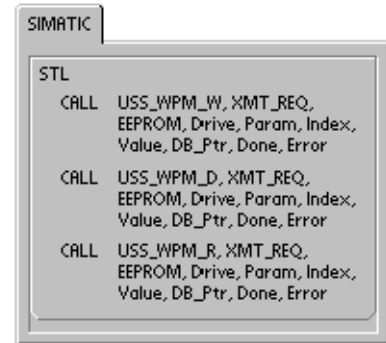 SIMATIC
STL
CALL USS_WPM_W, XMT_REQ,
EEPROM, Drive, Param, Index,
Value, DB_Ptr, Done, Error
CALL USS_WPM_D, XMT_REQ,
EEPROM, Drive, Param, Index,
Value, DB_Ptr, Done, Error
CALL USS_WPM_R, XMT_REQ,
EEPROM, Drive, Param, Index,
Value, DB_Ptr, Done, Error